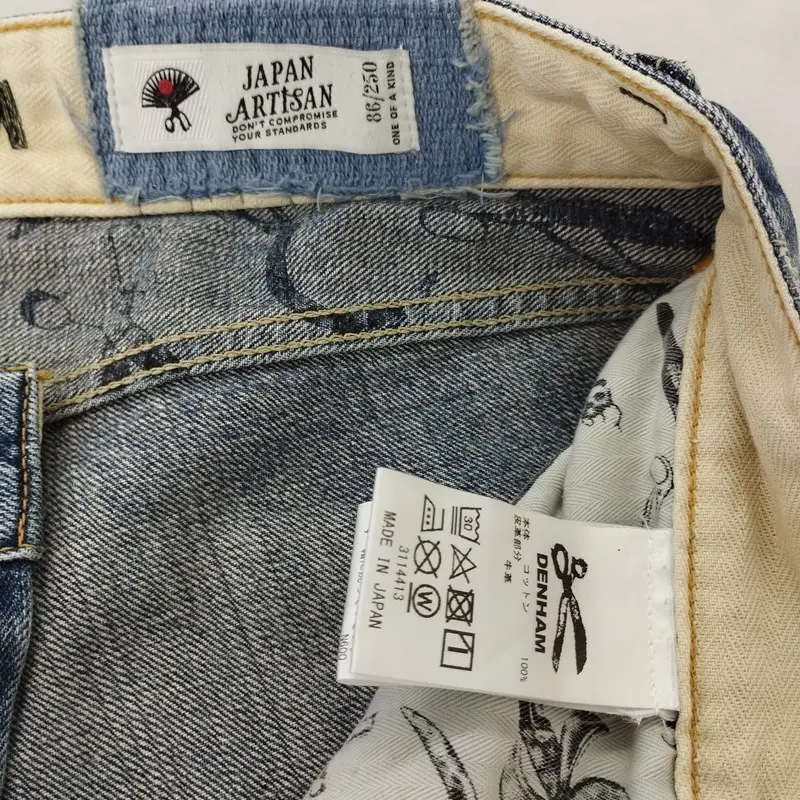 JAPAN
ARTISAN
DON'T COMPROMISE
YOUR STANDARDS
86/250
ONE OF A KIND
DENHAM
本体 コットン 100%
皮革部分 牛革
30
W
3114413
MADE IN JAPAN
N800